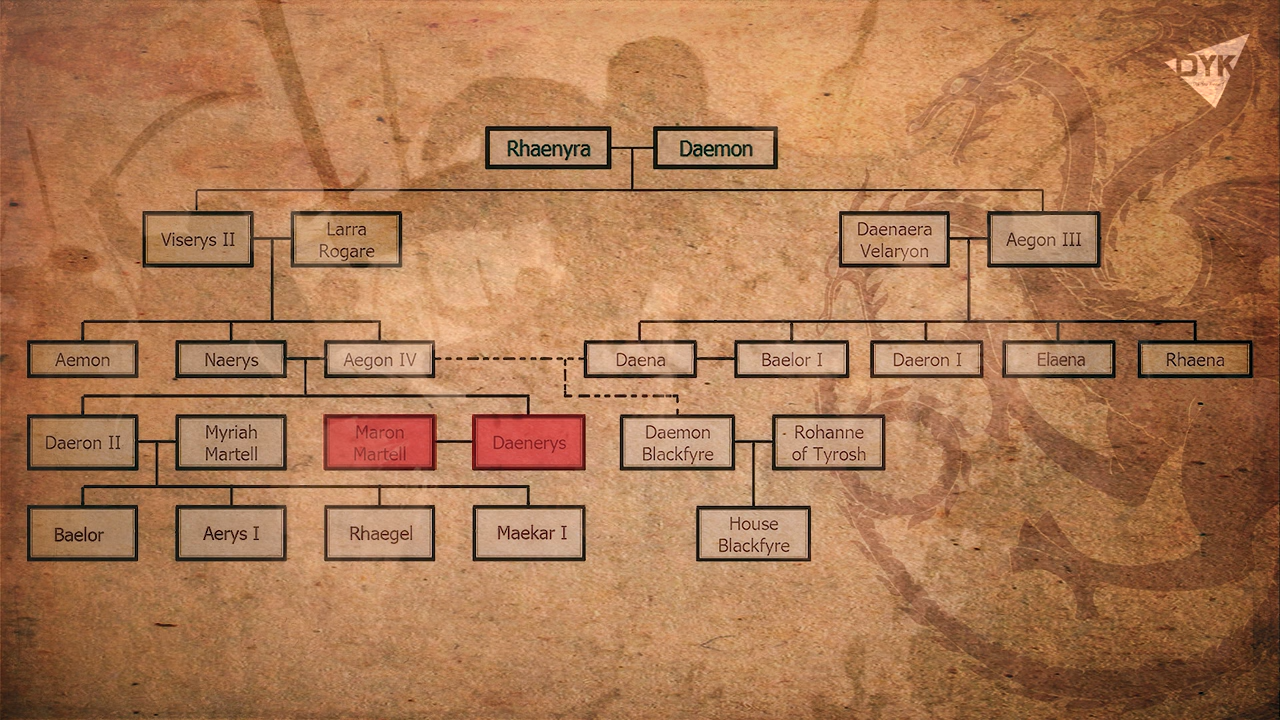 DYK
Rhaenyra
Daemon
Viserys II
Larra
Rogare
Daenaera
Velaryon
Aegon III
Aemon
Naerys
Aegon IV
Daena
Baelor I
Daeron I
Elaena
Rhaena
Daeron II
Myriah
Martell
Maron
Martell
Daenerys
Daemon
Blackfyre
Rohanne
of Tyrosh
Baelor
Aerys I
Rhaegel
Maekar I
House
Blackfyre